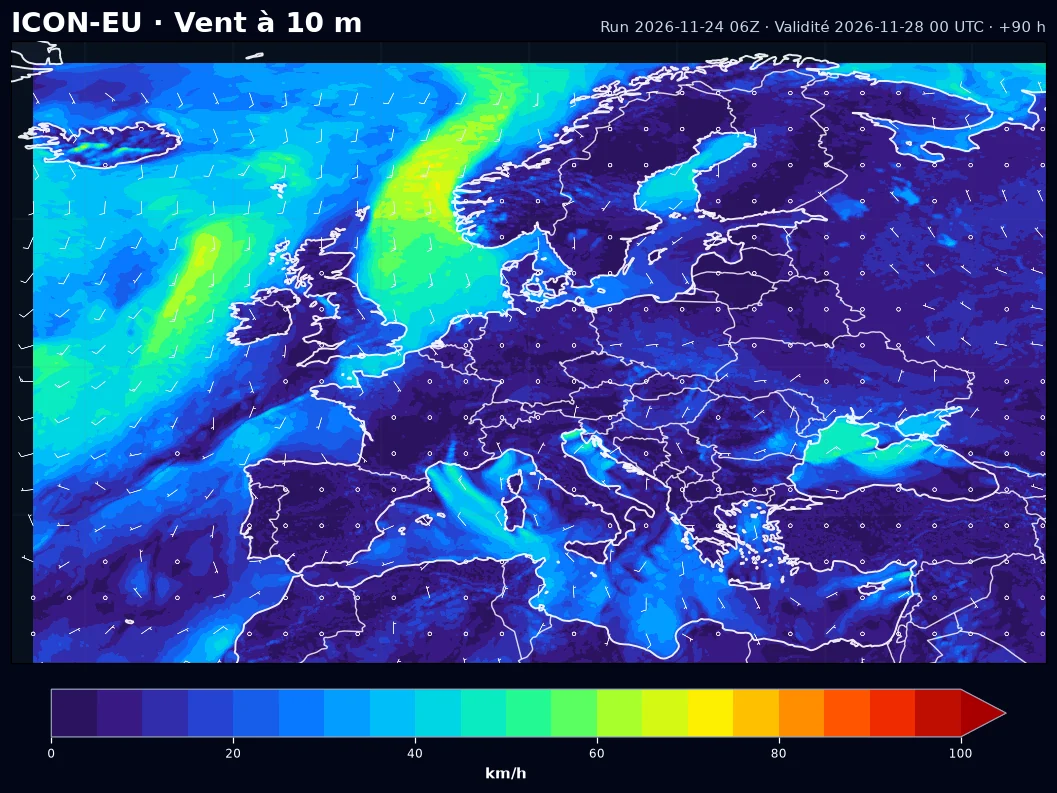 ICON-EU · Vent à 10 m
Run 2026-11-24 06Z · Validité 2026-11-28 00 UTC · +90 h
0 20 40 60 80 100
km/h